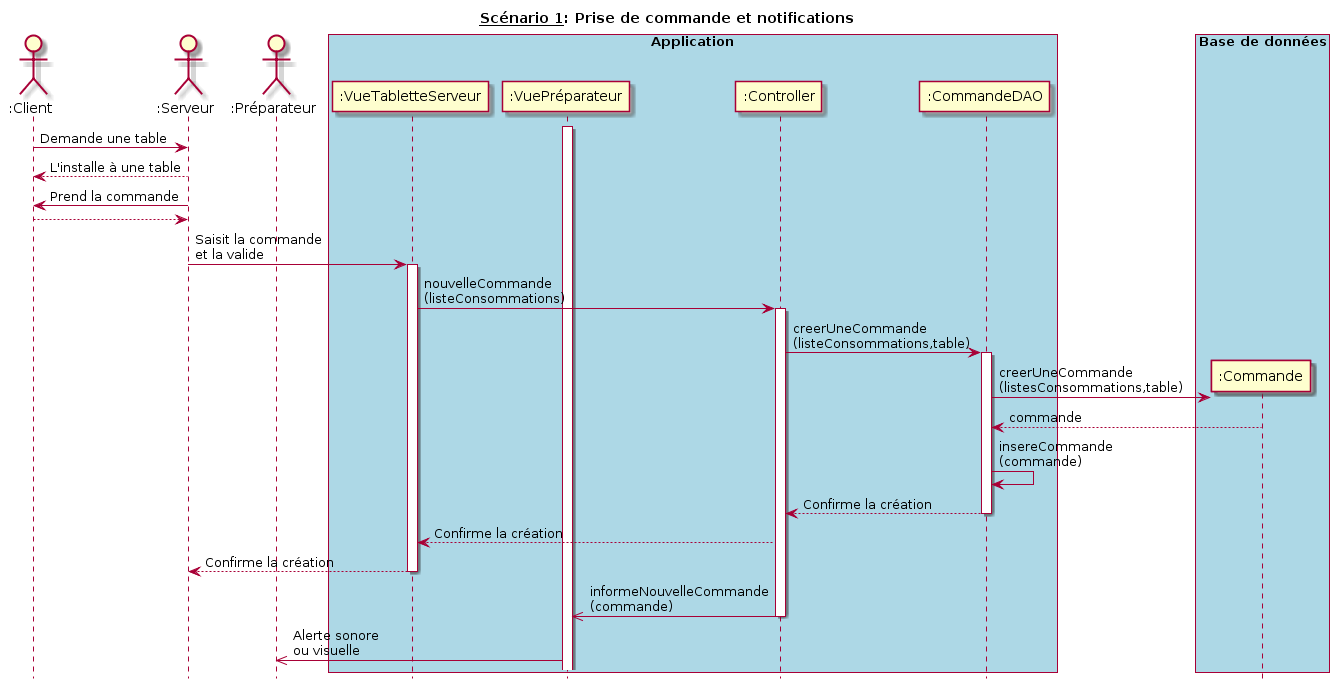 Scénario 1: Prise de commande et notifications
Application
Base de données
:Client
:Serveur
:Préparateur
:VueTabletteServeur
:VuePréparateur
:Controller
:CommandeDAO
Demande une table
L'installe à une table
Prend la commande
Saisit la commande
et la valide
nouvelleCommande
(listeConsommations)
creerUneCommande
(listeConsommations,table)
creerUneCommande
(listesConsommations,table)
:Commande
commande
insereCommande
(commande)
Confirme la création
Confirme la création
Confirme la création
informeNouvelleCommande
(commande)
Alerte sonore
ou visuelle